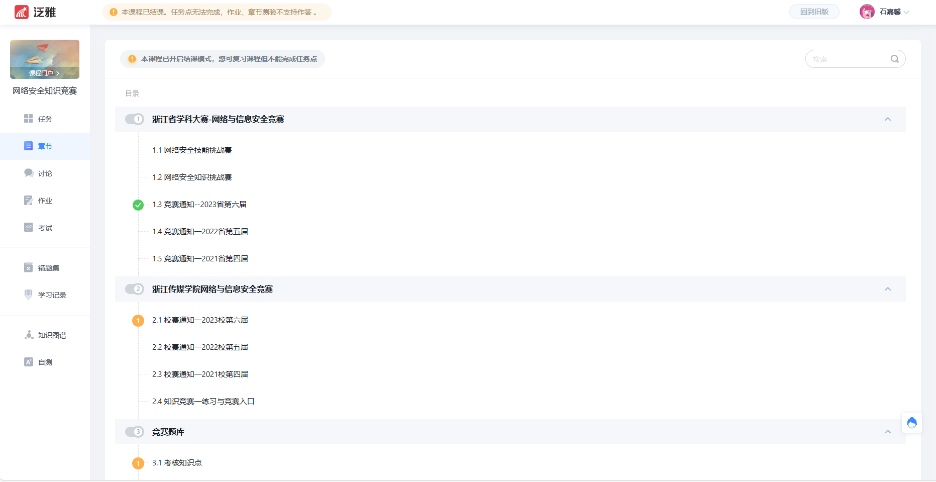 泛雅
本课程已结课。任务点无法完成，作业、章节测验不支持作答 。
回到旧版
石嘉馨
课程门户 >
网络安全知识竞赛
任务
章节
讨论
作业
考试
错题集
学习记录
知识图谱
自测
本课程已开启结课模式，您可复习课程但不能完成任务点
搜索
目录
1 浙江省学科大赛-网络与信息安全竞赛
1.1 网络安全技能挑战赛
1.2 网络安全知识挑战赛
1.3 竞赛通知--2023省第六届
1.4 竞赛通知—2022省第五届
1.5 竞赛通知—2021省第四届
2 浙江传媒学院网络与信息安全竞赛
1 2.1 校赛通知—2023校第六届
2.2 校赛通知—2022校第五届
2.3 校赛通知—2021校第四届
2.4 知识竞赛—练习与竞赛入口
3 竞赛题库
1 3.1 考核知识点